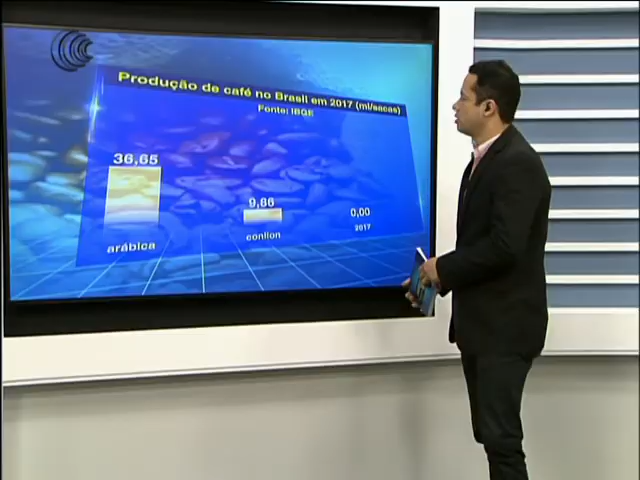 Produção de café no Brasil em 2017 (ml/sacas)
Fonte: IBGE
36,65
9,86
0,00
arábica
conilon
2017